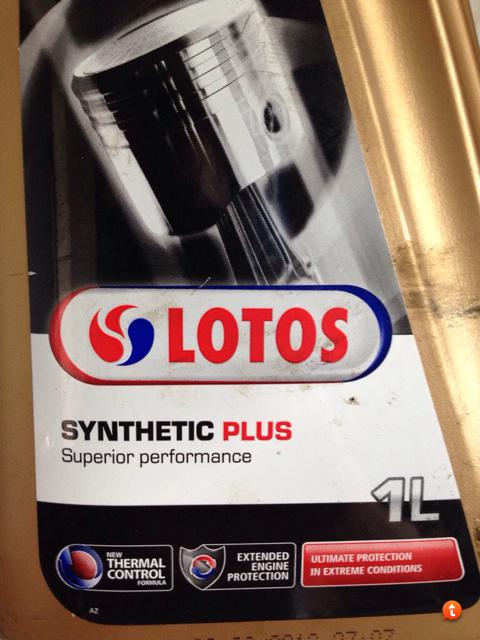 LOTOS
SYNTHETIC PLUS
Superior performance
1L
NEW
THERMAL
CONTROL
FORMULA
EXTENDED
ENGINE
PROTECTION
ULTIMATE PROTECTION
IN EXTREME CONDITIONS
AZ
t